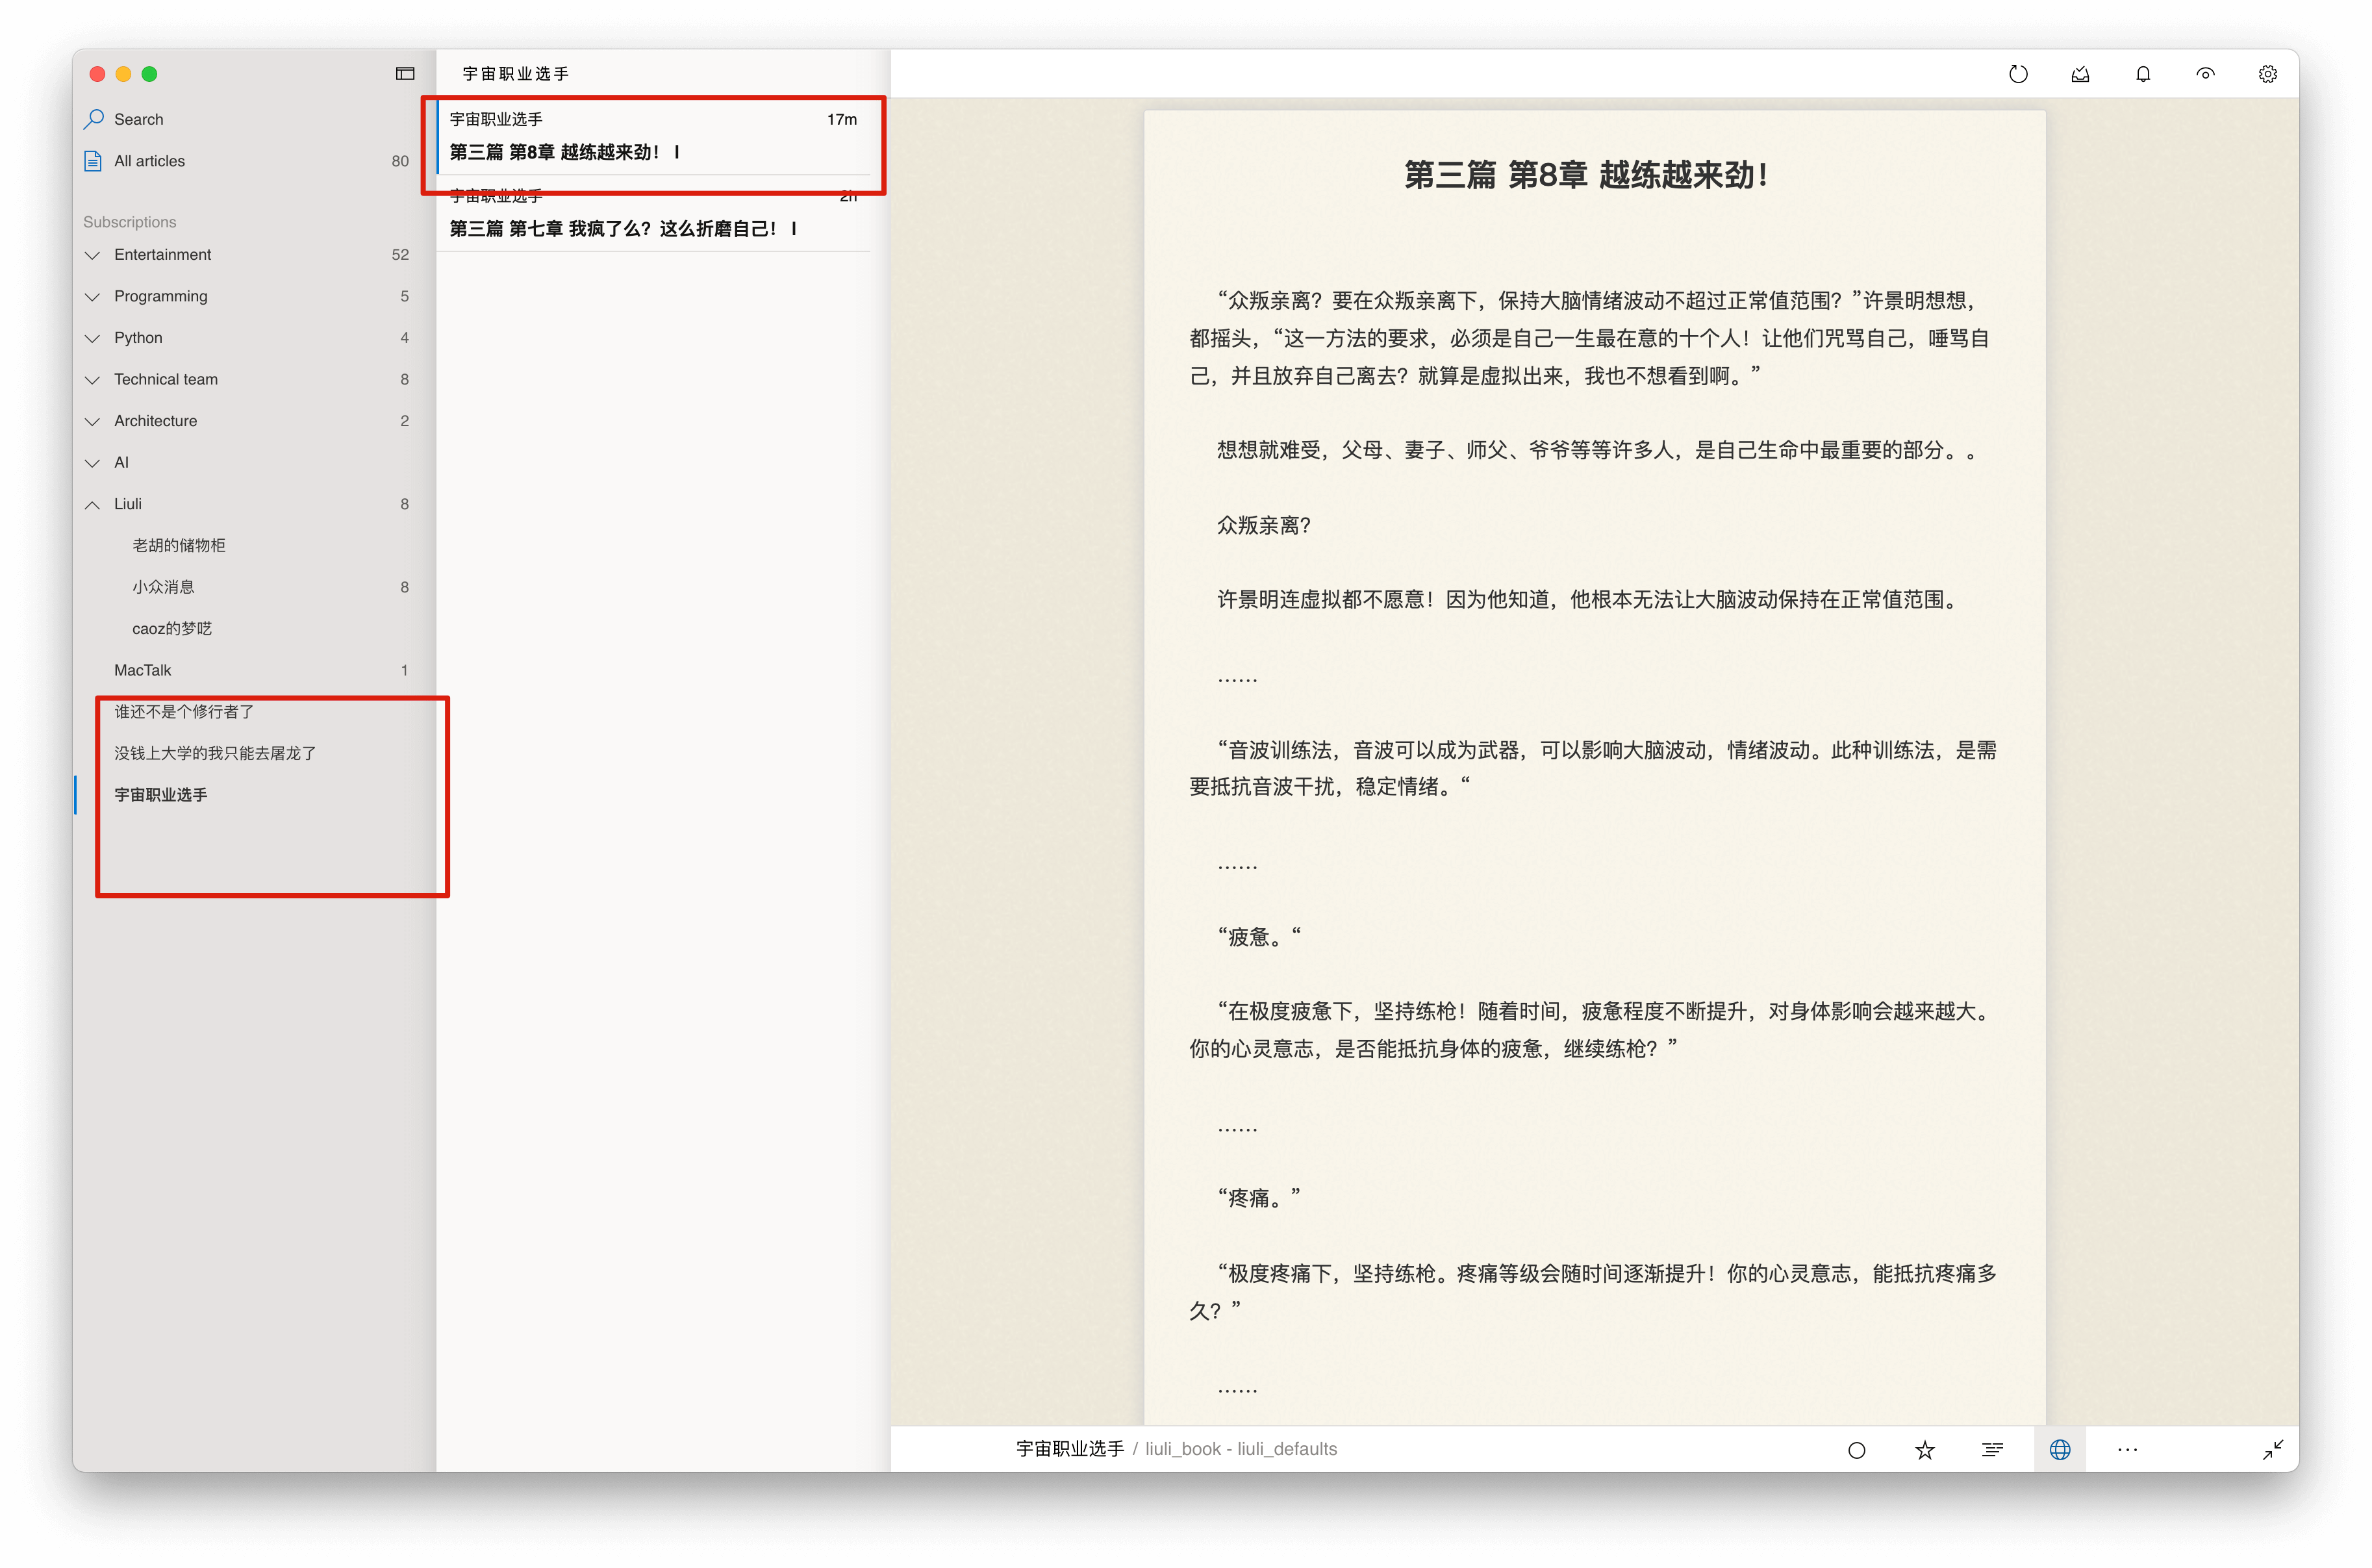 Search
All articles 80
Subscriptions
Entertainment 52
Programming 5
Python 4
Technical team 8
Architecture 2
AI
Liuli 8
老胡的储物柜
小众消息 8
caoz的梦呓
MacTalk 1
谁还不是个修行者了
没钱上大学的我只能去屠龙了
宇宙职业选手
宇宙职业选手
宇宙职业选手 17m
第三篇 第8章 越练越来劲！ |
宇宙职业选手 2h
第三篇 第七章 我疯了么？这么折磨自己！ |
第三篇 第8章 越练越来劲！
“众叛亲离？要在众叛亲离下，保持大脑情绪波动不超过正常值范围？”许景明想想，
都摇头，“这一方法的要求，必须是自己一生最在意的十个人！让他们咒骂自己，唾骂自
己，并且放弃自己离去？就算是虚拟出来，我也不想看到啊。”
想想就难受，父母、妻子、师父、爷爷等等许多人，是自己生命中最重要的部分。。
众叛亲离？
许景明连虚拟都不愿意！因为他知道，他根本无法让大脑波动保持在正常值范围。
……
“音波训练法，音波可以成为武器，可以影响大脑波动，情绪波动。此种训练法，是需
要抵抗音波干扰，稳定情绪。“
……
“疲惫。“
“在极度疲惫下，坚持练枪！随着时间，疲惫程度不断提升，对身体影响会越来越大。
你的心灵意志，是否能抵抗身体的疲惫，继续练枪？”
……
“疼痛。”
“极度疼痛下，坚持练枪。疼痛等级会随时间逐渐提升！你的心灵意志，能抵抗疼痛多
久？”
……
宇宙职业选手 / liuli_book - liuli_defaults